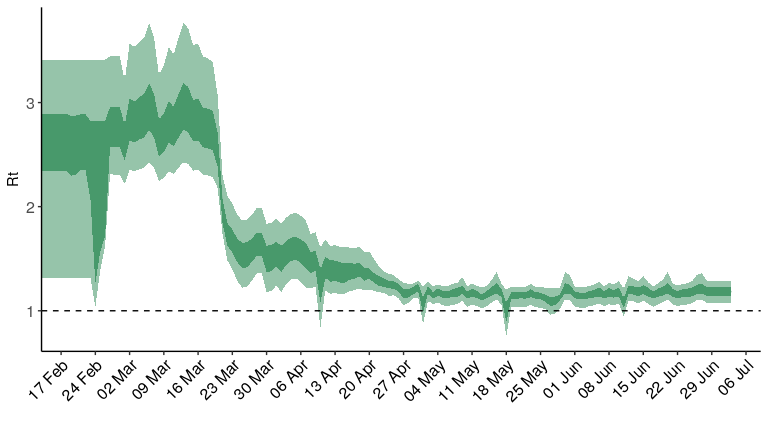 Rt
3
2
1
17 Feb
24 Feb
02 Mar
09 Mar
16 Mar
23 Mar
30 Mar
06 Apr
13 Apr
20 Apr
27 Apr
04 May
11 May
18 May
25 May
01 Jun
08 Jun
15 Jun
22 Jun
29 Jun
06 Jul